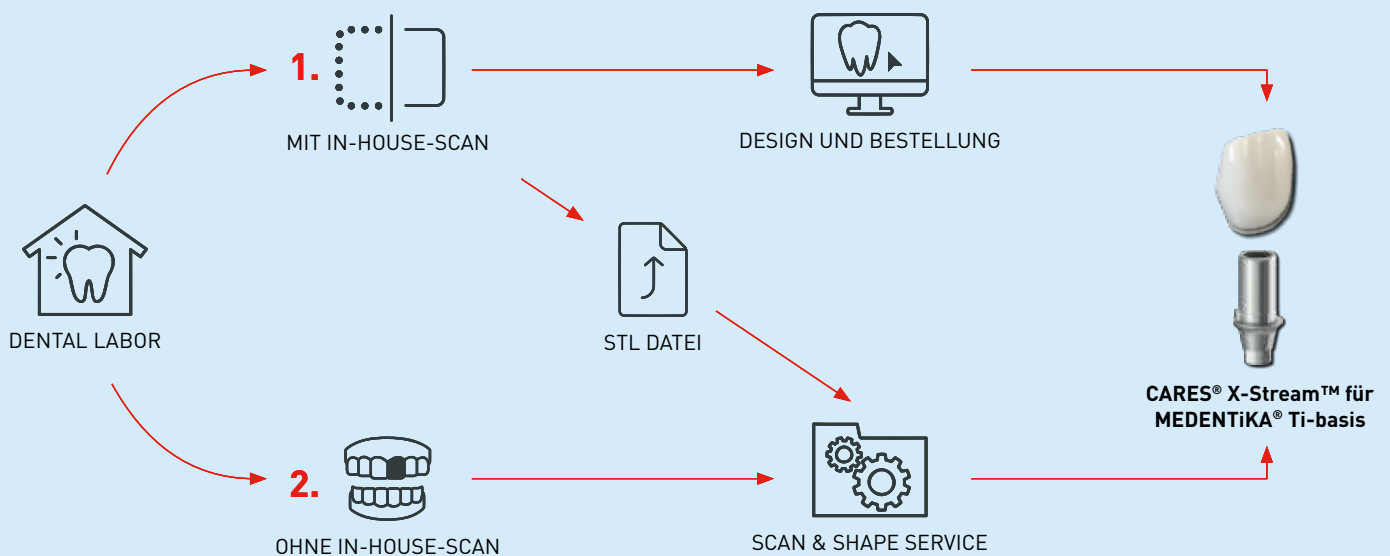 1.
MIT IN-HOUSE-SCAN
DESIGN UND BESTELLUNG
DENTAL LABOR
STL DATEI
CARES® X-Stream™ für
MEDENTiKA® Ti-basis
2.
OHNE IN-HOUSE-SCAN
SCAN & SHAPE SERVICE